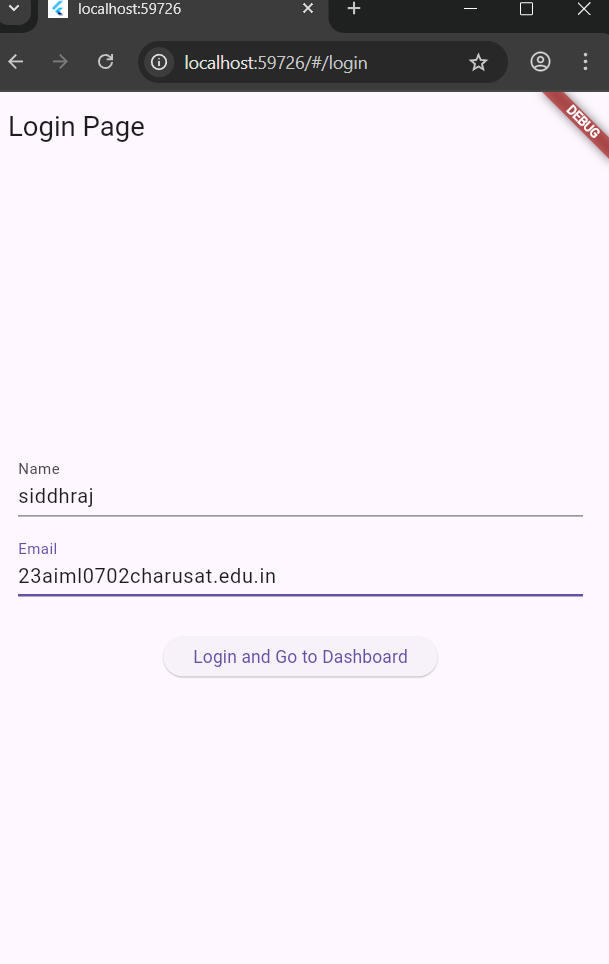 localhost:59726
localhost:59726/#/login
Login Page
DEBUG
Name
siddhraj
Email
23aiml0702charusat.edu.in
Login and Go to Dashboard